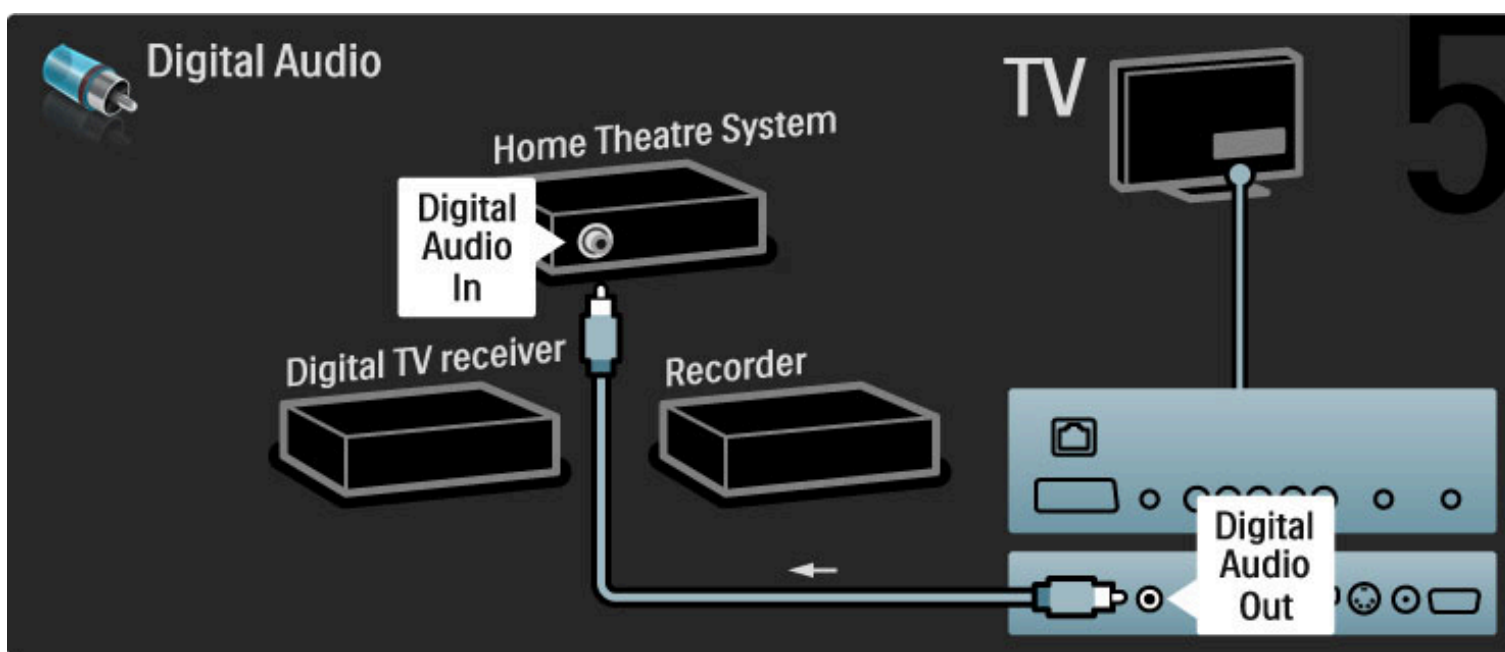 Digital Audio
TV
5
Home Theatre System
Digital
Audio
In
Digital TV receiver
Recorder
Digital
Audio
Out